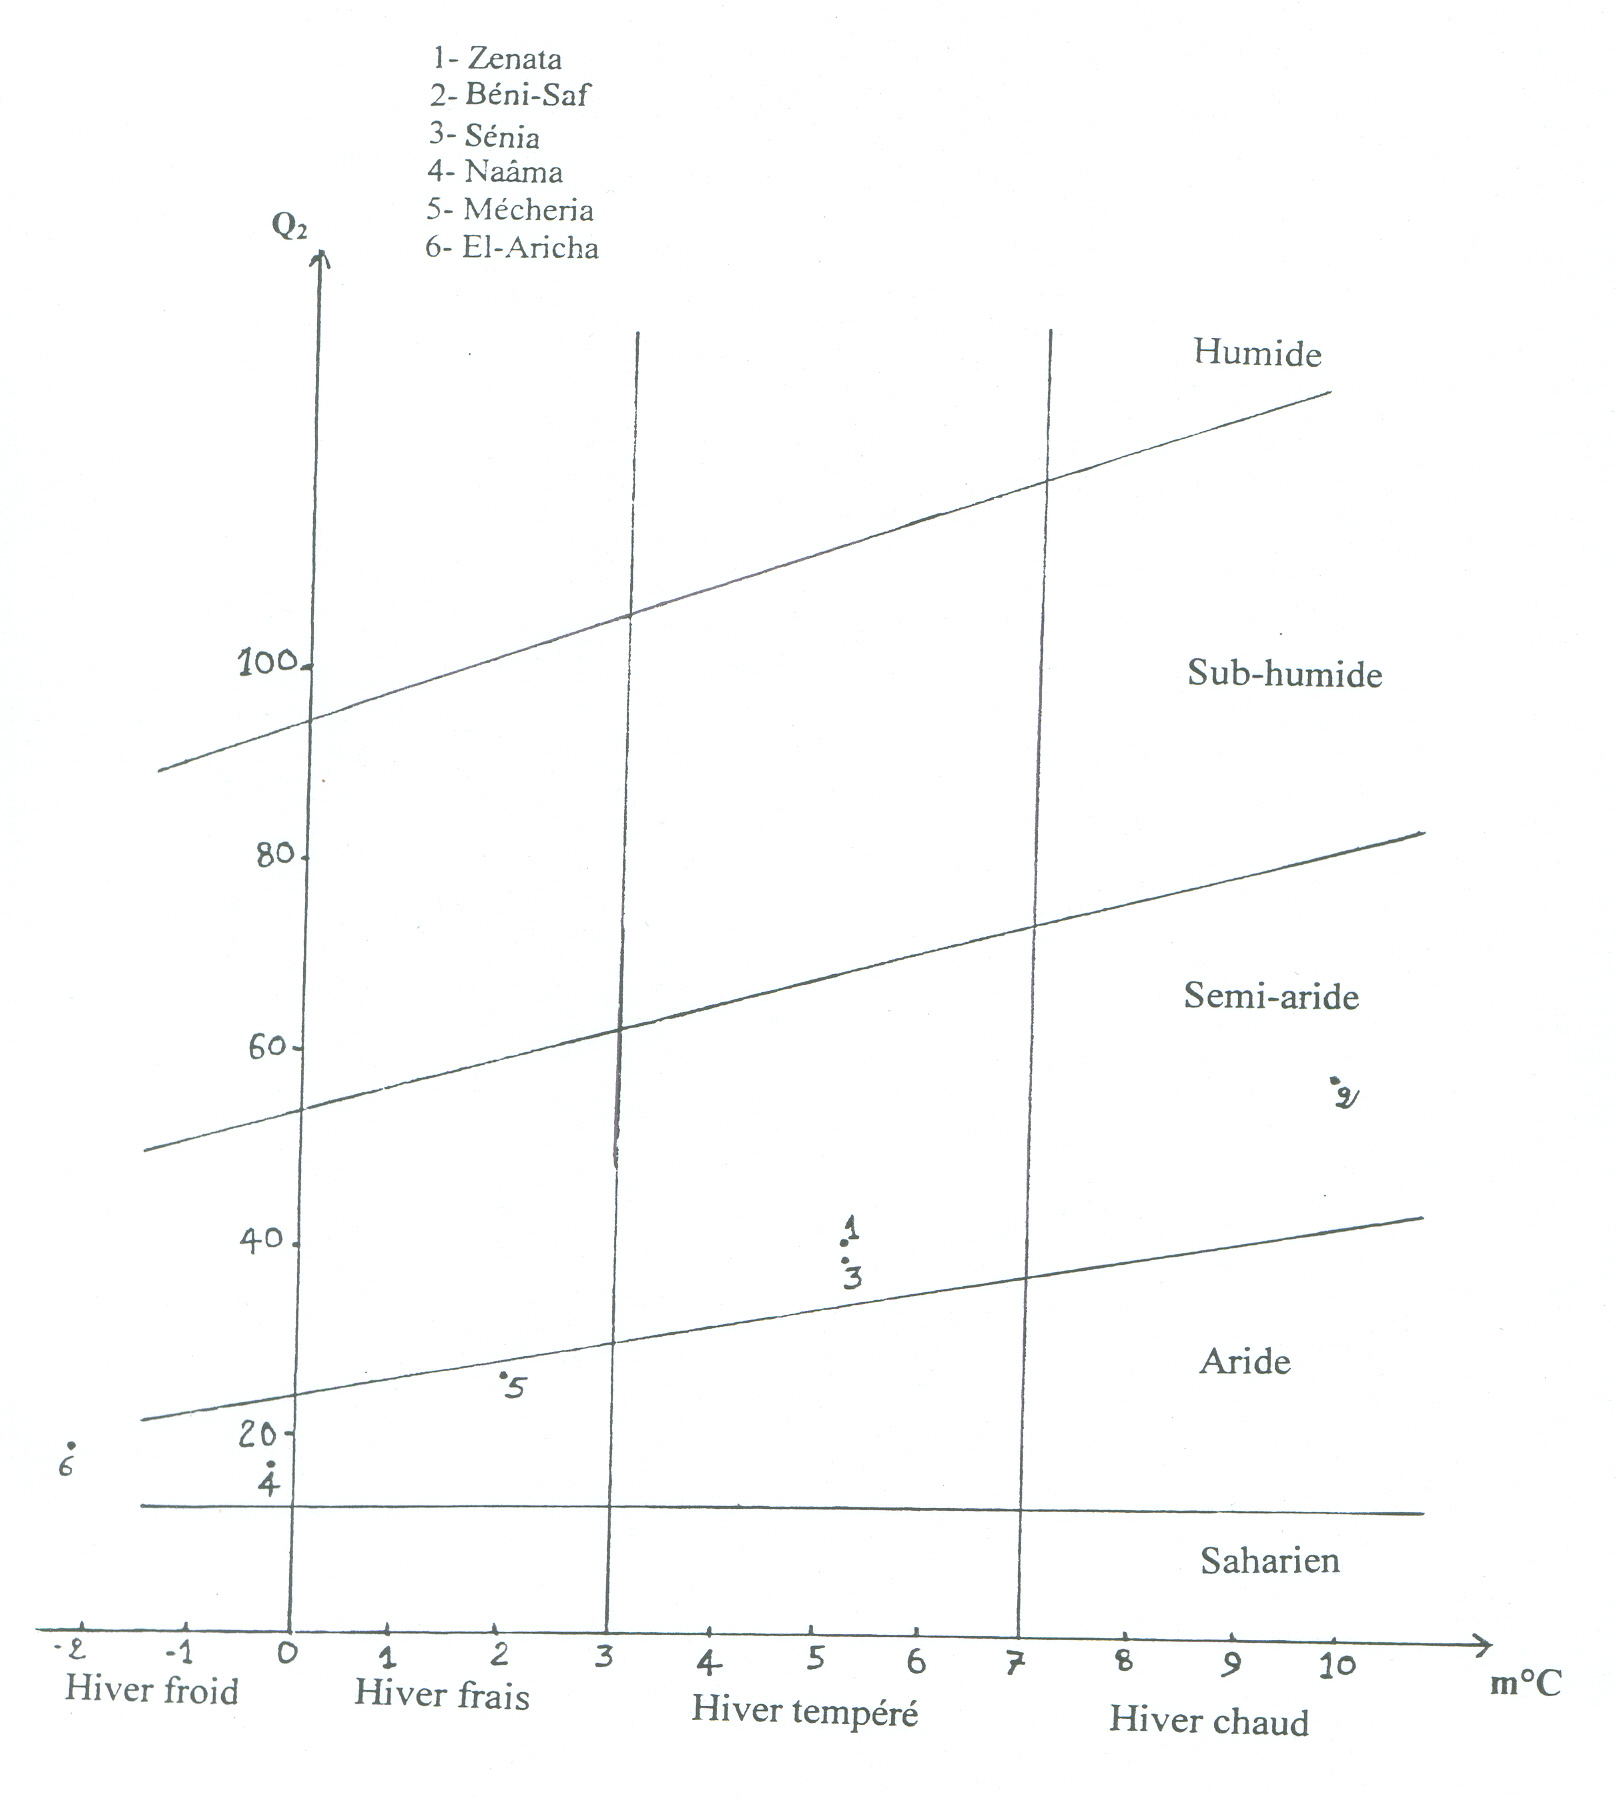 1- Zenata
2- Béni-Saf
3- Sénia
4- Naâma
5- Mécheria
6- El-Aricha
Q2
Humide
100
Sub-humide
80
Semi-aride
60
2
40
1
3
Aride
5
20
6
4
Saharien
-2 -1 0 1 2 3 4 5 6 7 8 9 10
m°C
Hiver froid Hiver frais Hiver tempéré Hiver chaud